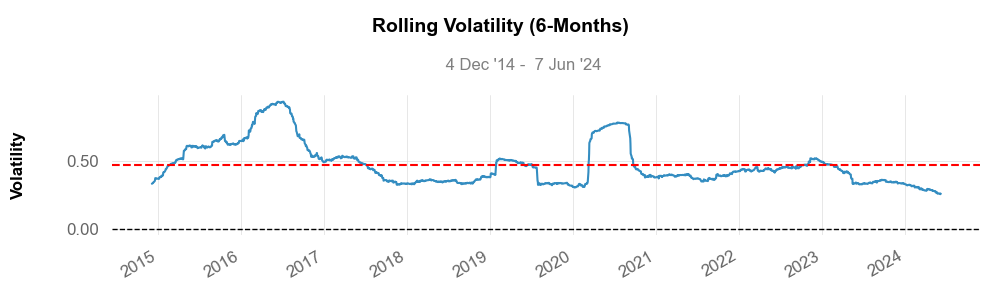 Rolling Volatility (6-Months)
4 Dec '14 -  7 Jun '24
Volatility
0.50
0.00
2015 2016 2017 2018 2019 2020 2021 2022 2023 2024